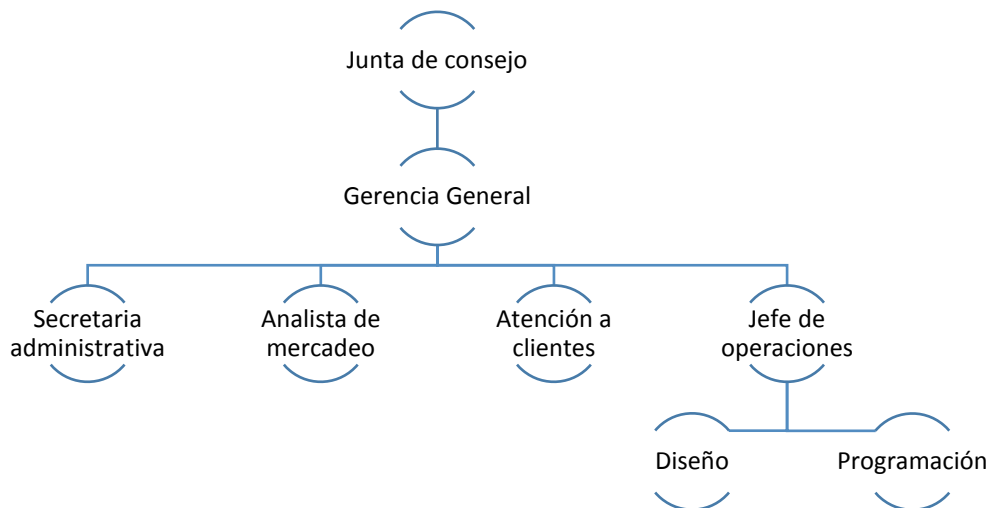 Junta de consejo
Gerencia General
Secretaria
administrativa
Analista de
mercadeo
Atención a
clientes
Jefe de
operaciones
Diseño
Programación